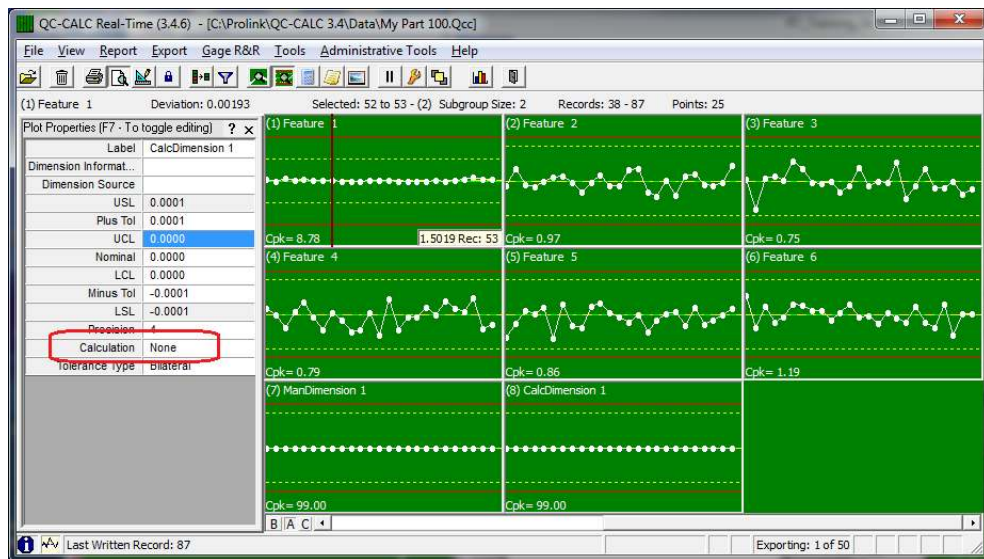 QC-CALC Real-Time (3.4.6) - [C:\Prolink\QC-CALC 3.4\Data\My Part 100.Qcc]
File View Report Export Gage R&R Tools Administrative Tools Help
(1) Feature 1 Deviation: 0.00193 Selected: 52 to 53 - (2) Subgroup Size: 2 Records: 38 - 87 Points: 25
Plot Properties (F7 - To toggle editing) ? x
Label CalcDimension 1
Dimension Informat...
Dimension Source
USL 0.0001
Plus Tol 0.0001
UCL 0.0000
Nominal 0.0000
LCL 0.0000
Minus Tol -0.0001
LSL -0.0001
Precision 4
Calculation None
Tolerance Type Bilateral
(1) Feature 1
Cpk= 8.78
1.5019 Rec: 53
(2) Feature 2
Cpk= 0.97
(3) Feature 3
Cpk= 0.75
(4) Feature 4
Cpk= 0.79
(5) Feature 5
Cpk= 0.86
(6) Feature 6
Cpk= 1.19
(7) ManDimension 1
Cpk= 99.00
(8) CalcDimension 1
Cpk= 99.00
B A C
Last Written Record: 87
Exporting: 1 of 50